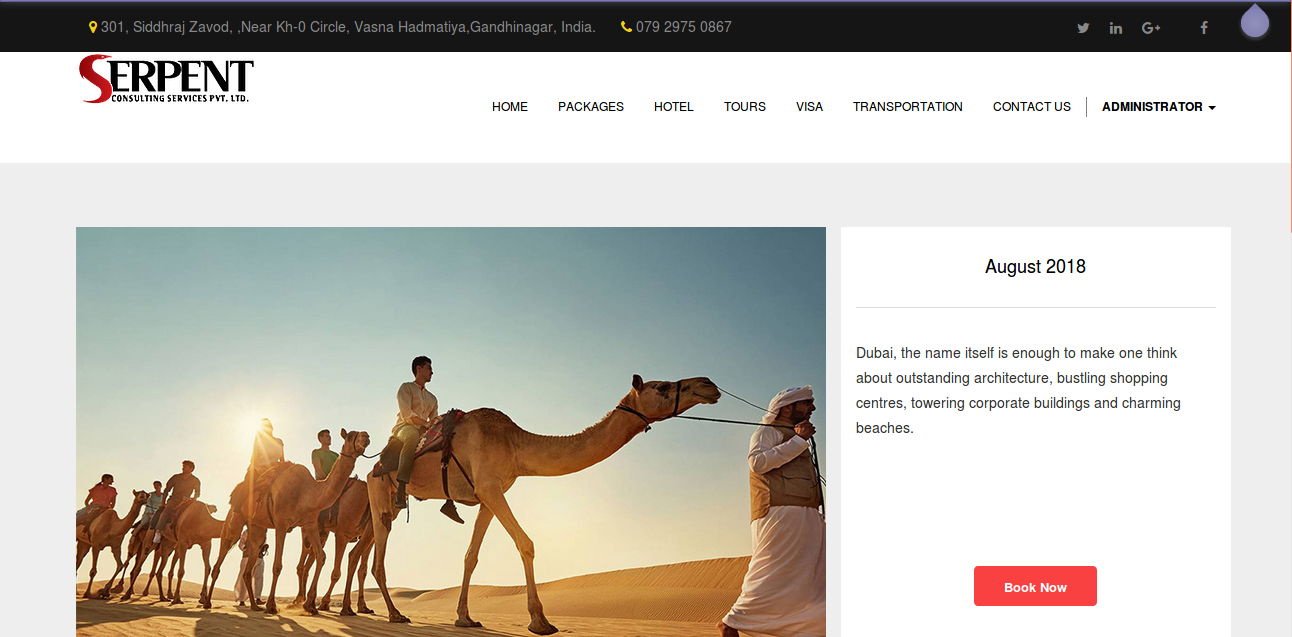 301, Siddhraj Zavod, ,Near Kh-0 Circle, Vasna Hadmatiya,Gandhinagar, India. 079 2975 0867
SERPENT
CONSULTING SERVICES PVT. LTD.
HOME PACKAGES HOTEL TOURS VISA TRANSPORTATION CONTACT US ADMINISTRATOR
August 2018
Dubai, the name itself is enough to make one think
about outstanding architecture, bustling shopping
centres, towering corporate buildings and charming
beaches.
Book Now